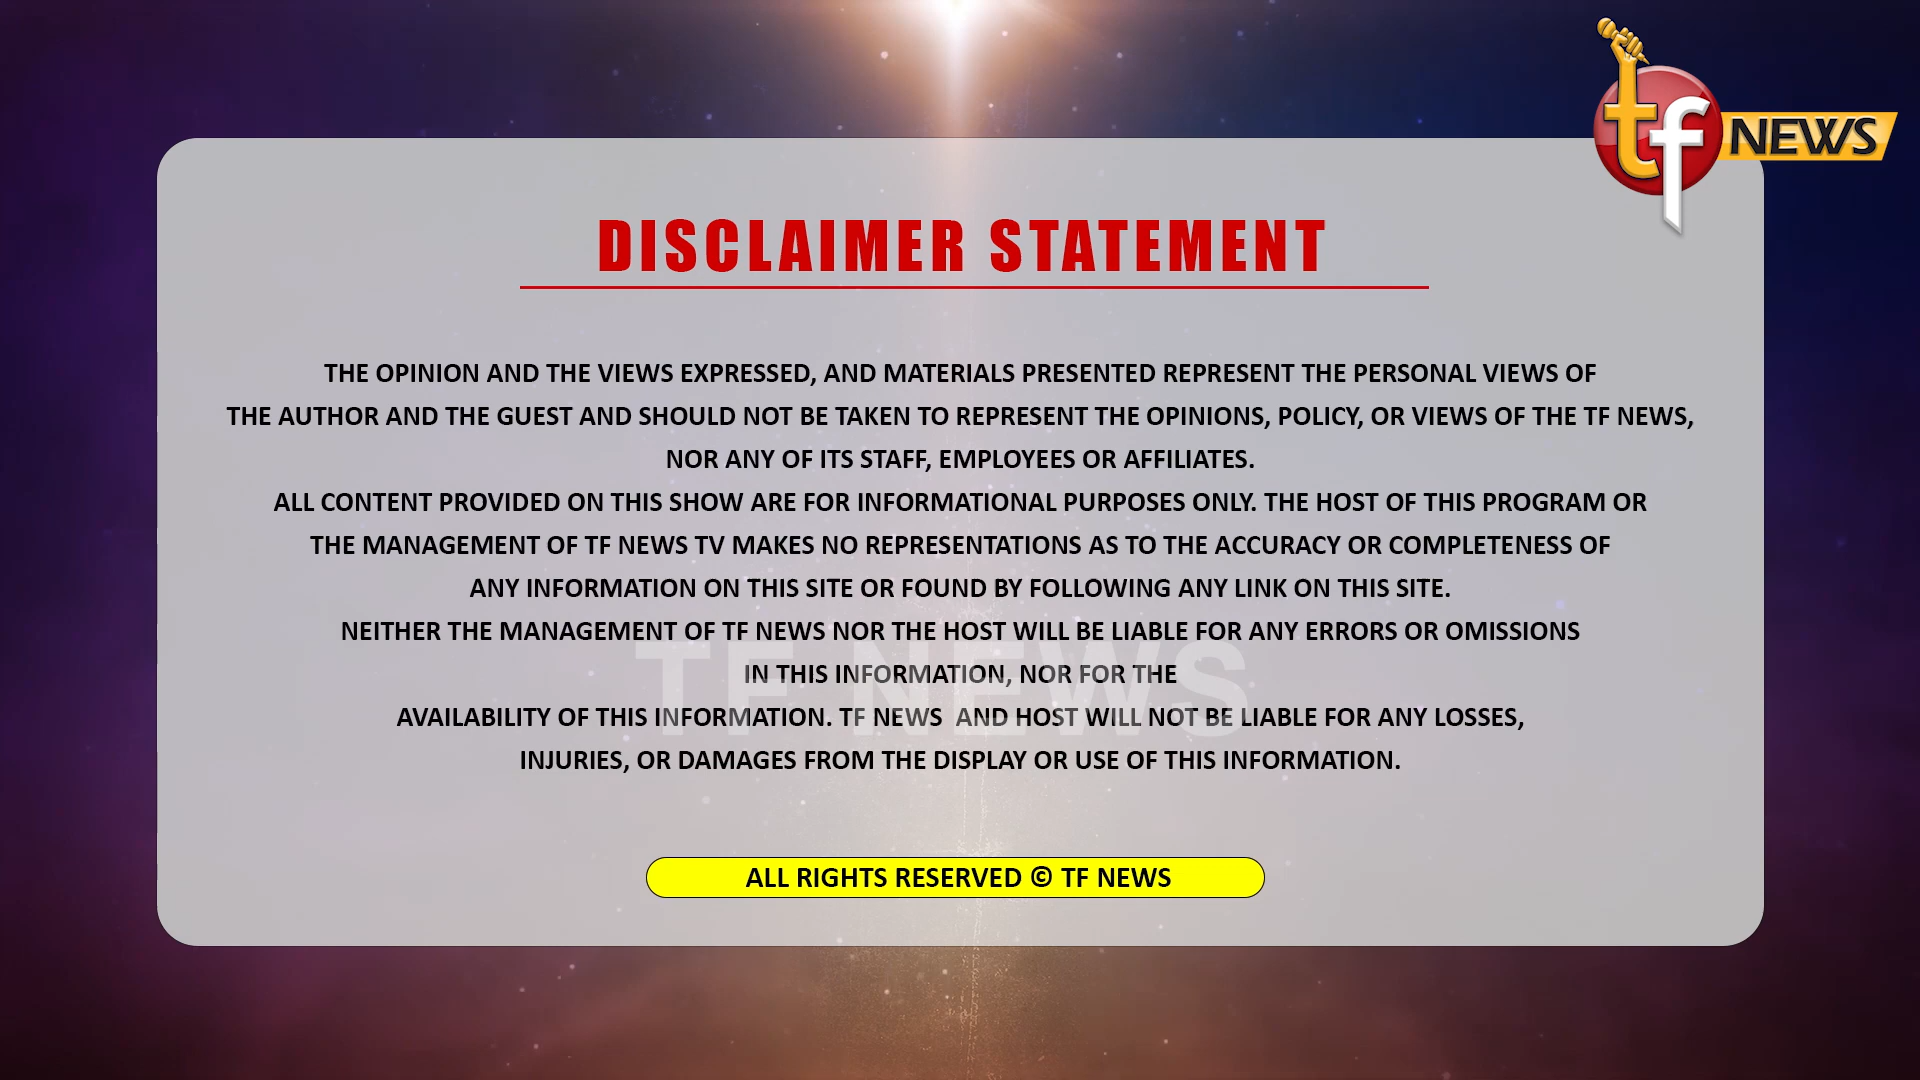 tf NEWS
DISCLAIMER STATEMENT
THE OPINION AND THE VIEWS EXPRESSED, AND MATERIALS PRESENTED REPRESENT THE PERSONAL VIEWS OF
THE AUTHOR AND THE GUEST AND SHOULD NOT BE TAKEN TO REPRESENT THE OPINIONS, POLICY, OR VIEWS OF THE TF NEWS,
NOR ANY OF ITS STAFF, EMPLOYEES OR AFFILIATES.
ALL CONTENT PROVIDED ON THIS SHOW ARE FOR INFORMATIONAL PURPOSES ONLY. THE HOST OF THIS PROGRAM OR
THE MANAGEMENT OF TF NEWS TV MAKES NO REPRESENTATIONS AS TO THE ACCURACY OR COMPLETENESS OF
ANY INFORMATION ON THIS SITE OR FOUND BY FOLLOWING ANY LINK ON THIS SITE.
NEITHER THE MANAGEMENT OF TF NEWS NOR THE HOST WILL BE LIABLE FOR ANY ERRORS OR OMISSIONS
IN THIS INFORMATION, NOR FOR THE
TF NEWS
AVAILABILITY OF THIS INFORMATION. TF NEWS  AND HOST WILL NOT BE LIABLE FOR ANY LOSSES,
INJURIES, OR DAMAGES FROM THE DISPLAY OR USE OF THIS INFORMATION.
ALL RIGHTS RESERVED © TF NEWS